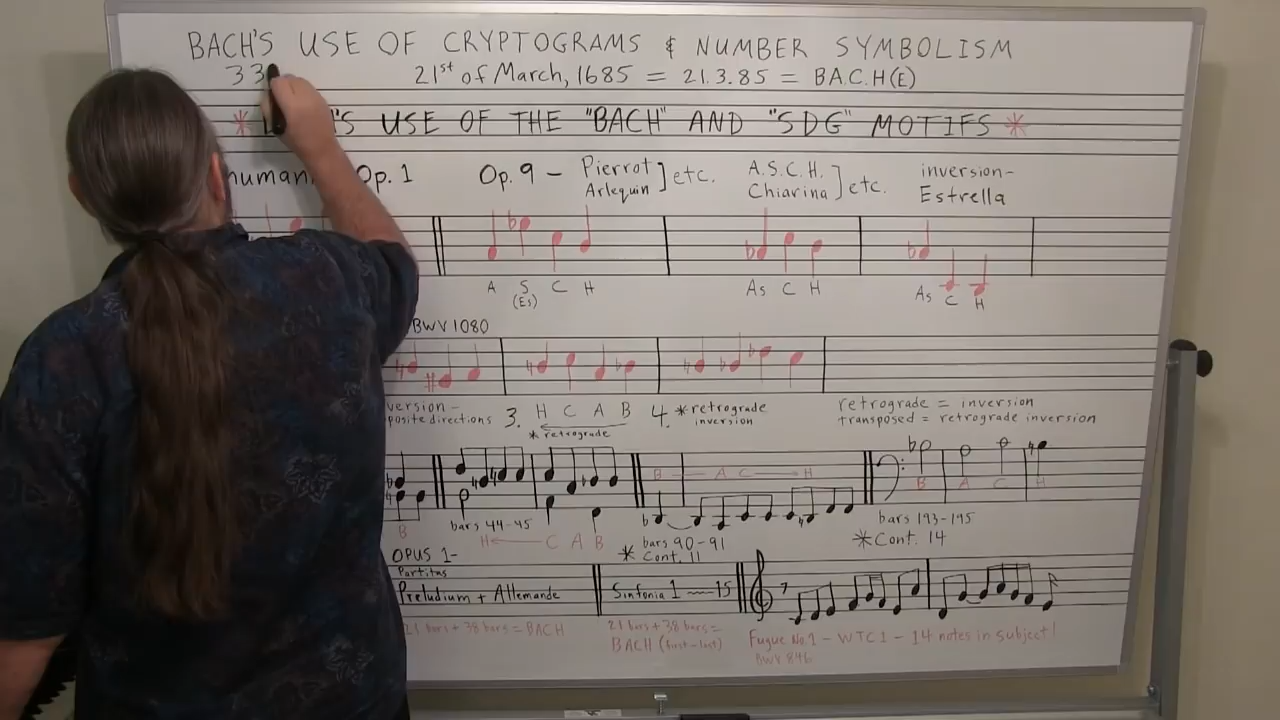 BACH'S USE OF CRYPTOGRAMS & NUMBER SYMBOLISM
33 21st of March, 1685 = 21.3.85 = BA.C.H(E)
* 'S USE OF THE "BACH" AND "SDG" MOTIFS *
Op. 1 Op. 9 - Pierrot Arlequin ] etc. A.S.C.H. Chiarina ] etc. inversion- Estrella
A S (Es) C H As C H As C H
BWV 1080
3. H C A B 4. * retrograde inversion retrograde = inversion
* retrograde transposed = retrograde inversion
B A C H B A C H
B bars 44-45 bars 90-91 bars 193-195
H C A B * Cont. 11 * Cont. 14
OPUS 1-
Partitas
Preludium + Allemande Sinfonia 1 15
21 bars + 38 bars = BACH 21 bars + 38 bars = BACH (first-last) Fugue No.1 - WTC 1 - 14 notes in subject!
BWV 846